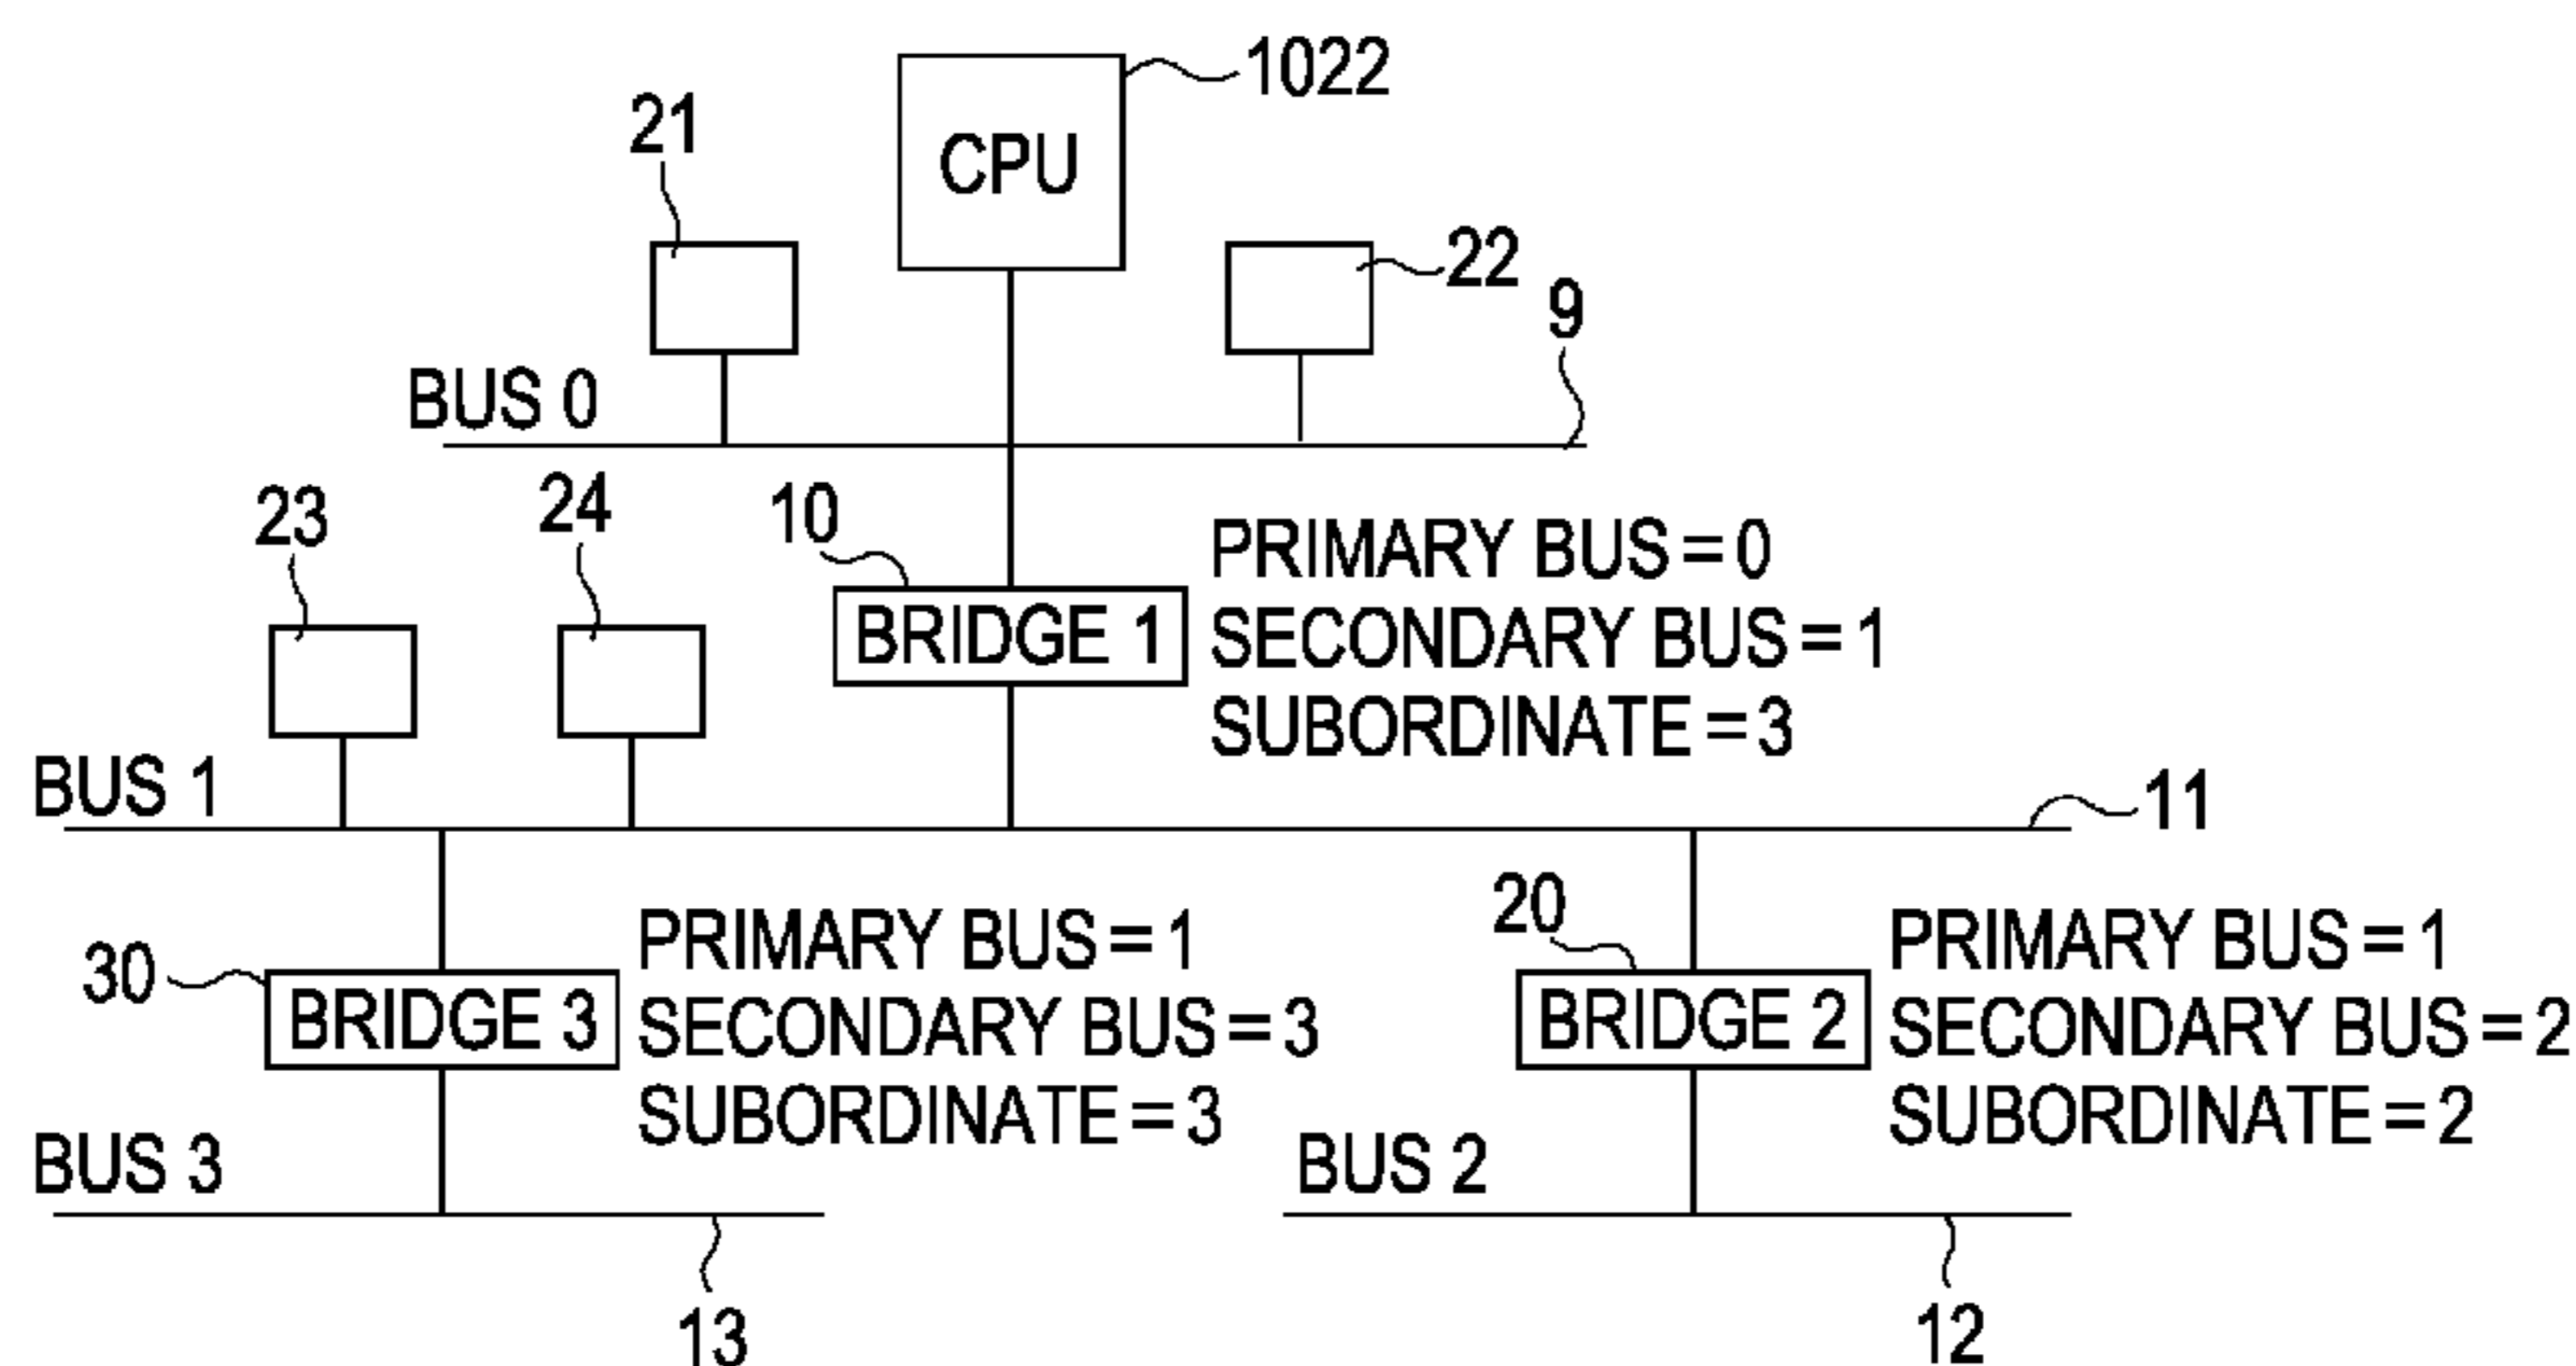 1022
CPU
21
22
9
BUS 0
23
24
10
BRIDGE 1
PRIMARY BUS = 0
SECONDARY BUS = 1
SUBORDINATE = 3
BUS 1
11
30
BRIDGE 3
PRIMARY BUS = 1
SECONDARY BUS = 3
SUBORDINATE = 3
20
BRIDGE 2
PRIMARY BUS = 1
SECONDARY BUS = 2
SUBORDINATE = 2
BUS 3
BUS 2
13
12